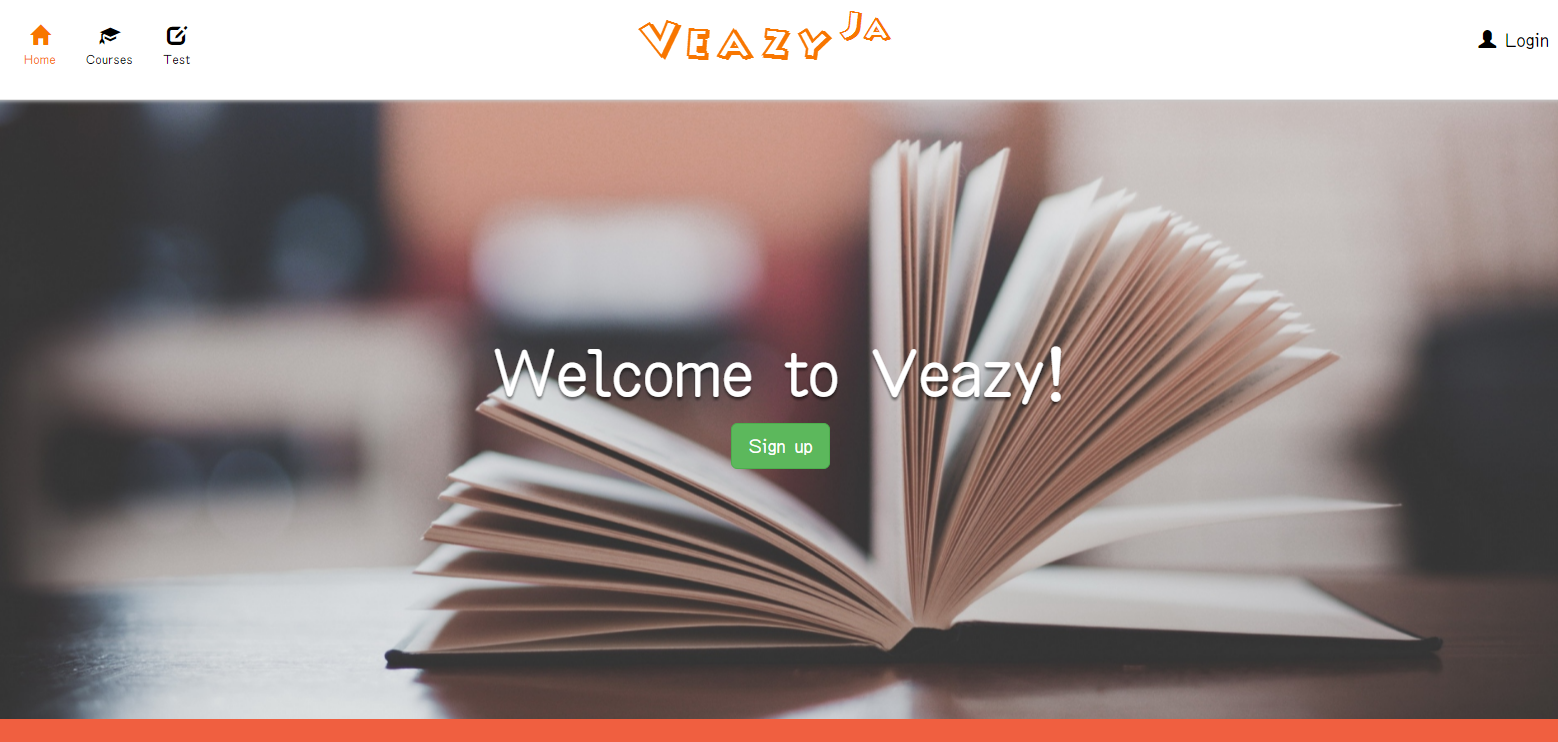 Home
Courses
Test
VEAZY JA
Login
Welcome to Veazy!
Sign up